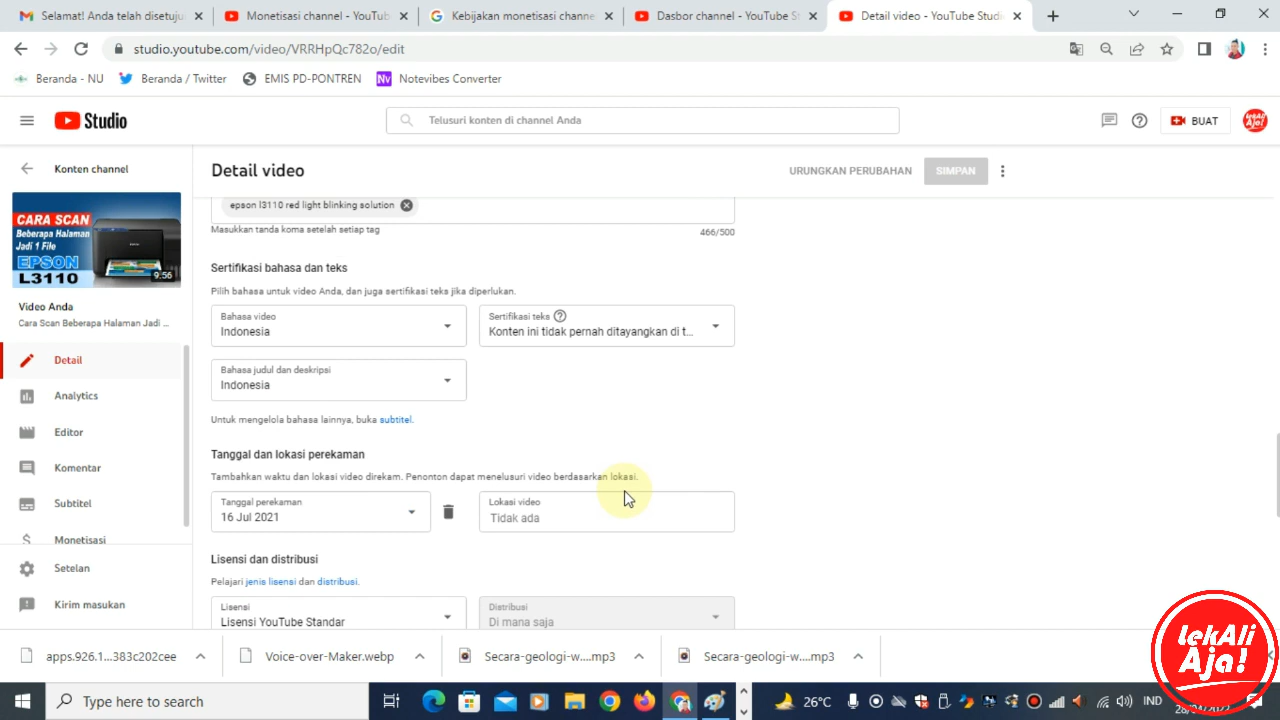 Selamat! Anda telah disetuju
Monetisasi channel - YouTub
Kebijakan monetisasi channe
Dasbor channel - YouTube St
Detail video - YouTube Studi
studio.youtube.com/video/VRRHpQc782o/edit
Beranda - NU
Beranda / Twitter
EMIS PD-PONTREN
Nv
Notevibes Converter
Studio
Telusuri konten di channel Anda
BUAT
lekAli Aja!
Konten channel
Detail video
URUNGKAN PERUBAHAN
SIMPAN
CARA SCAN
Beberapa Halaman
Jadi 1 File
EPSON
L3110
9:56
epson l3110 red light blinking solution
Masukkan tanda koma setelah setiap tag
466/500
Sertifikasi bahasa dan teks
Pilih bahasa untuk video Anda, dan juga sertifikasi teks jika diperlukan.
Video Anda
Cara Scan Beberapa Halaman Jadi ...
Bahasa video
Indonesia
Sertifikasi teks
Konten ini tidak pernah ditayangkan di t...
Detail
Bahasa judul dan deskripsi
Indonesia
Analytics
Untuk mengelola bahasa lainnya, buka subtitel.
Editor
Tanggal dan lokasi perekaman
Komentar
Tambahkan waktu dan lokasi video direkam. Penonton dapat menelusuri video berdasarkan lokasi.
Subtitel
Tanggal perekaman
16 Jul 2021
Lokasi video
Tidak ada
Monetisasi
Lisensi dan distribusi
Setelan
Pelajari jenis lisensi dan distribusi.
Kirim masukan
Lisensi
Lisensi YouTube Standar
Distribusi
Di mana saja
apps.926.1...383c202cee
Voice-over-Maker.webp
Secara-geologi-w....mp3
Secara-geologi-w....mp3
lekAli
Aja!
Type here to search
26°C
IND
28/04/2022